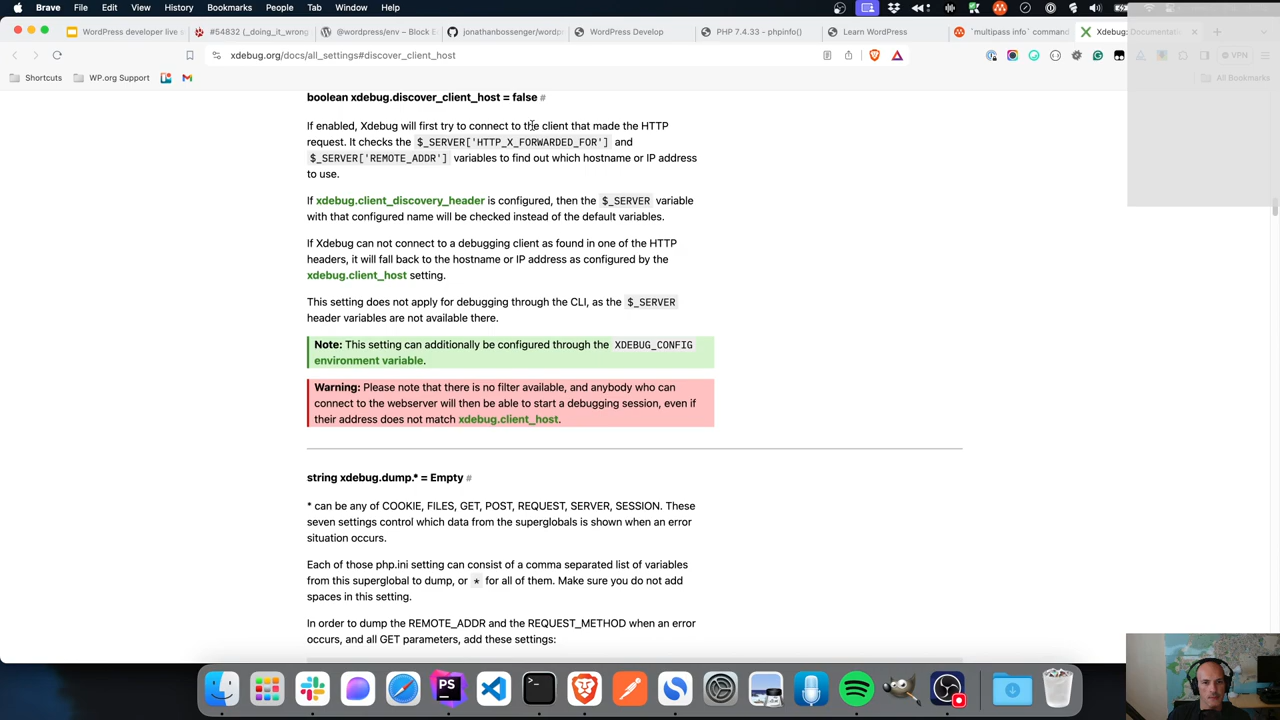 Brave File Edit View History Bookmarks People Tab Window Help
WordPress developer live s
#54832 (_doing_it_wrong
@wordpress/env – Block E
jonathanbossenger/wordpr
WordPress Develop
PHP 7.4.33 - phpinfo()
Learn WordPress
`multipass info` command
Xdebug: Documentati
xdebug.org/docs/all_settings#discover_client_host
VPN
Shortcuts
WP.org Support
All Bookmarks
boolean xdebug.discover_client_host = false #
If enabled, Xdebug will first try to connect to the client that made the HTTP
request. It checks the $_SERVER['HTTP_X_FORWARDED_FOR'] and
$_SERVER['REMOTE_ADDR'] variables to find out which hostname or IP address
to use.
If xdebug.client_discovery_header is configured, then the $_SERVER variable
with that configured name will be checked instead of the default variables.
If Xdebug can not connect to a debugging client as found in one of the HTTP
headers, it will fall back to the hostname or IP address as configured by the
xdebug.client_host setting.
This setting does not apply for debugging through the CLI, as the $_SERVER
header variables are not available there.
Note: This setting can additionally be configured through the XDEBUG_CONFIG
environment variable.
Warning: Please note that there is no filter available, and anybody who can
connect to the webserver will then be able to start a debugging session, even if
their address does not match xdebug.client_host.
string xdebug.dump.* = Empty #
* can be any of COOKIE, FILES, GET, POST, REQUEST, SERVER, SESSION. These
seven settings control which data from the superglobals is shown when an error
situation occurs.
Each of those php.ini setting can consist of a comma separated list of variables
from this superglobal to dump, or * for all of them. Make sure you do not add
spaces in this setting.
In order to dump the REMOTE_ADDR and the REQUEST_METHOD when an error
occurs, and all GET parameters, add these settings:
PS